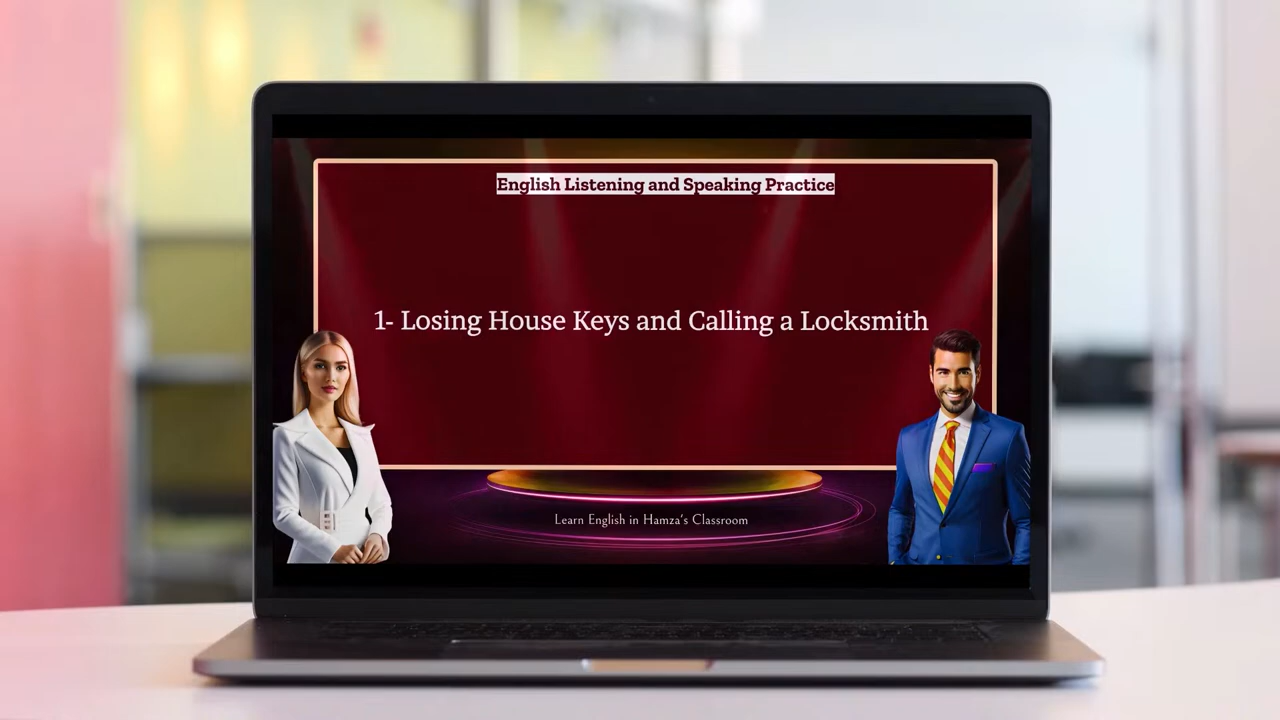 English Listening and Speaking Practice
1- Losing House Keys and Calling a Locksmith
Learn English in Hamza's Classroom